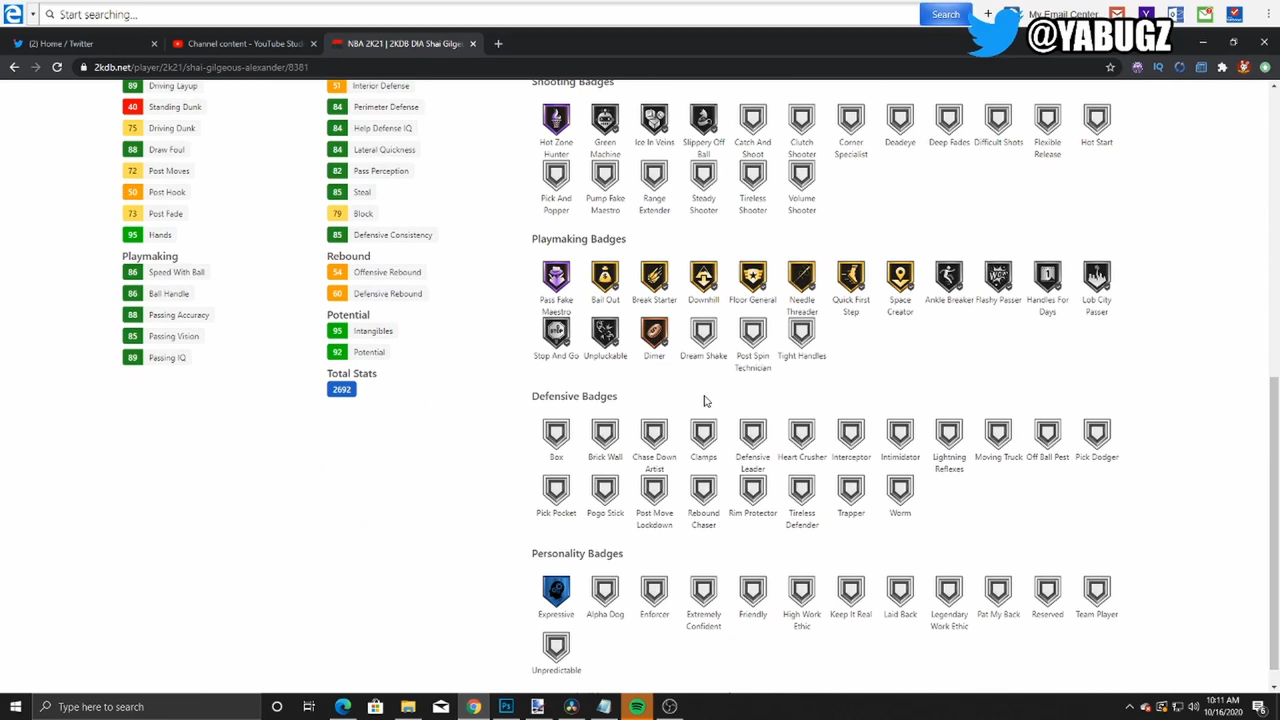 Start searching...
Search
My Email Center
@YABUGZ
(2) Home / Twitter
Channel content - YouTube Stud
NBA 2K21 | 2KDB DIA Shai Gilge
2kdb.net/player/2k21/shai-gilgeous-alexander/8381
89 Driving Layup
40 Standing Dunk
75 Driving Dunk
88 Draw Foul
72 Post Moves
50 Post Hook
73 Post Fade
95 Hands
Playmaking
86 Speed With Ball
86 Ball Handle
88 Passing Accuracy
85 Passing Vision
89 Passing IQ
51 Interior Defense
84 Perimeter Defense
84 Help Defense IQ
84 Lateral Quickness
82 Pass Perception
85 Steal
79 Block
85 Defensive Consistency
Rebound
54 Offensive Rebound
60 Defensive Rebound
Potential
95 Intangibles
92 Potential
Total Stats
2692
Shooting Badges
Hot Zone Hunter
Green Machine
Ice In Veins
Slippery Off Ball
Catch And Shoot
Clutch Shooter
Corner Specialist
Deadeye
Deep Fades
Difficult Shots
Flexible Release
Hot Start
Pick And Popper
Pump Fake Maestro
Range Extender
Steady Shooter
Tireless Shooter
Volume Shooter
Playmaking Badges
Pass Fake Maestro
Bail Out
Break Starter
Downhill
Floor General
Needle Threader
Quick First Step
Space Creator
Ankle Breaker
Flashy Passer
Handles For Days
Lob City Passer
Stop And Go
Unpluckable
Dimer
Dream Shake
Post Spin Technician
Tight Handles
Defensive Badges
Box
Brick Wall
Chase Down Artist
Clamps
Defensive Leader
Heart Crusher
Interceptor
Intimidator
Lightning Reflexes
Moving Truck
Off Ball Pest
Pick Dodger
Pick Pocket
Pogo Stick
Post Move Lockdown
Rebound Chaser
Rim Protector
Tireless Defender
Trapper
Worm
Personality Badges
Expressive
Alpha Dog
Enforcer
Extremely Confident
Friendly
High Work Ethic
Keep It Real
Laid Back
Legendary Work Ethic
Pat My Back
Reserved
Team Player
Unpredictable
Type here to search
10:11 AM
10/16/2020